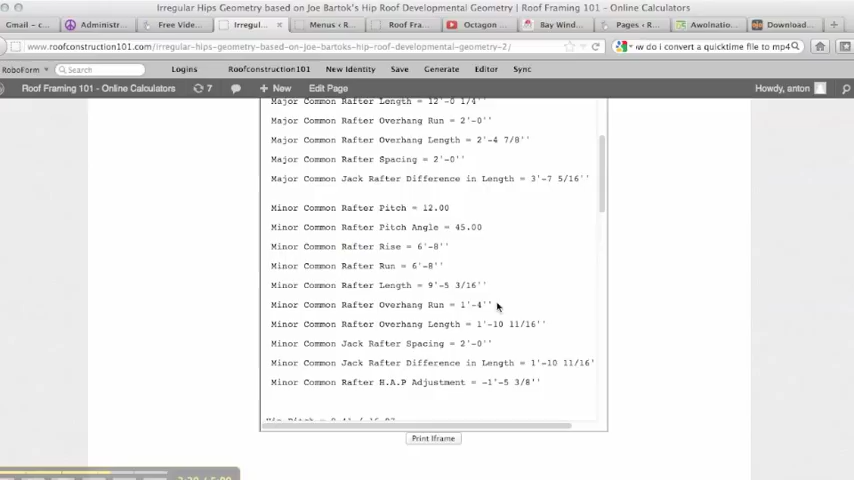 Irregular Hips Geometry based on Joe Bartok's Hip Roof Developmental Geometry - Online Calculators
Gmail —
Administra
Free Vide
Irregul
Menus ‹ R
Roof Fra
Octagon
Bay Wind
Pages ‹ R
Awolnatio
Download
www.roofconstruction101.com/irregular-hips-geometry-based-on-joe-bartoks-hip-roof-developmental-geometry-2/
w do i convert a quicktime file to mp4
RoboForm
Search
Logins
Roofconstruction101
New Identity
Save
Generate
Editor
Sync
Roof Framing 101 - Online Calculators
7
+ New
Edit Page
Howdy, anton
Major Common Rafter Length = 12'-0 1/4''
Major Common Rafter Overhang Run = 2'-0''
Major Common Rafter Overhang Length = 2'-4 7/8''
Major Common Rafter Spacing = 2'-0''
Major Common Jack Rafter Difference in Length = 3'-7 5/16''
Minor Common Rafter Pitch = 12.00
Minor Common Rafter Pitch Angle = 45.00
Minor Common Rafter Rise = 6'-8''
Minor Common Rafter Run = 6'-8''
Minor Common Rafter Length = 9'-5 3/16''
Minor Common Rafter Overhang Run = 1'-4''
Minor Common Rafter Overhang Length = 1'-10 11/16''
Minor Common Jack Rafter Spacing = 2'-0''
Minor Common Jack Rafter Difference in Length = 1'-10 11/16'
Minor Common Rafter H.A.P Adjustment = -1'-5 3/8''
Print Iframe